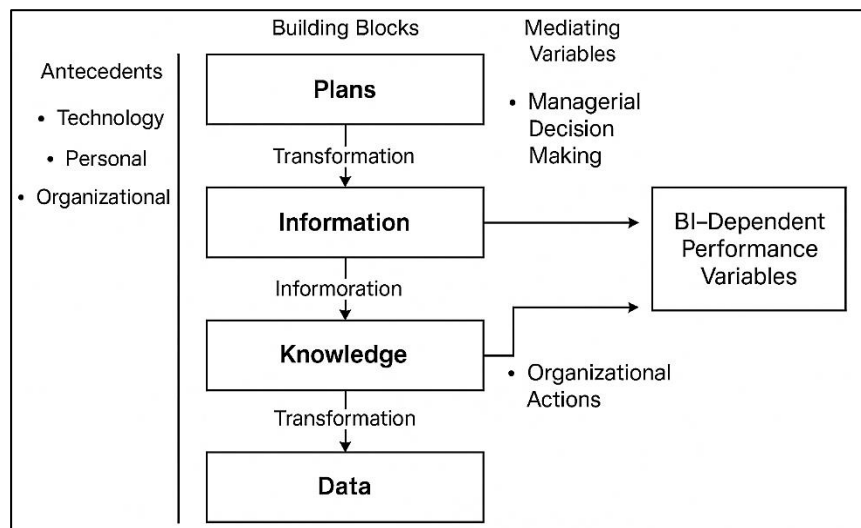 Building Blocks
Mediating
Variables
Antecedents
• Technology
• Personal
• Organizational
Plans
• Managerial
Decision
Making
Transformation
Information
BI–Dependent
Performance
Variables
Informoration
Knowledge
• Organizational
Actions
Transformation
Data